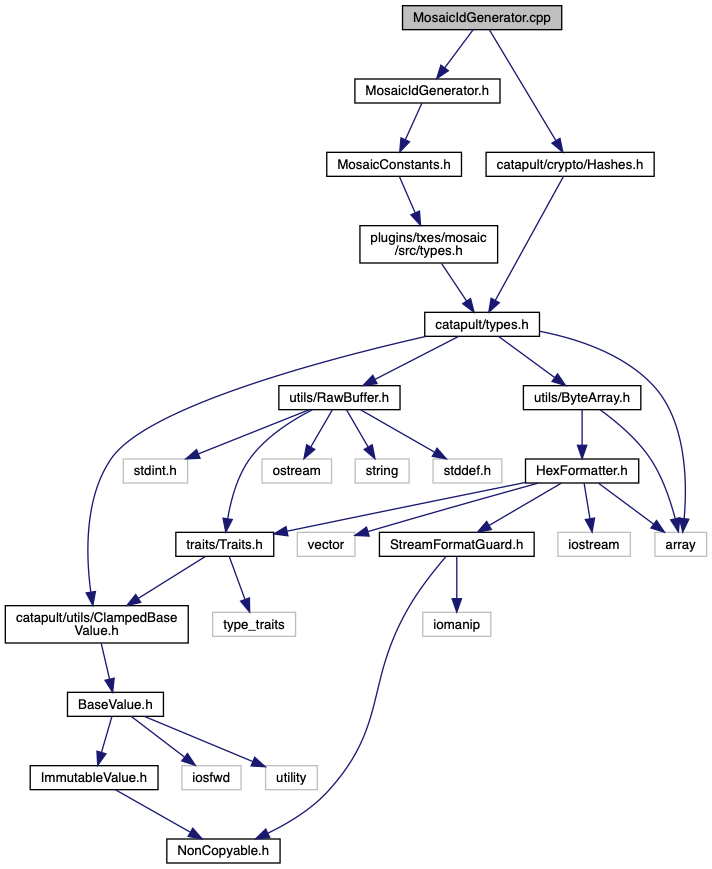 MosaicIdGenerator.cpp
MosaicIdGenerator.h
MosaicConstants.h
catapult/crypto/Hashes.h
plugins/txes/mosaic
/src/types.h
catapult/types.h
utils/RawBuffer.h
utils/ByteArray.h
stdint.h
ostream
string
stddef.h
HexFormatter.h
traits/Traits.h
vector
StreamFormatGuard.h
iostream
array
catapult/utils/ClampedBase
Value.h
type_traits
iomanip
BaseValue.h
ImmutableValue.h
iosfwd
utility
NonCopyable.h